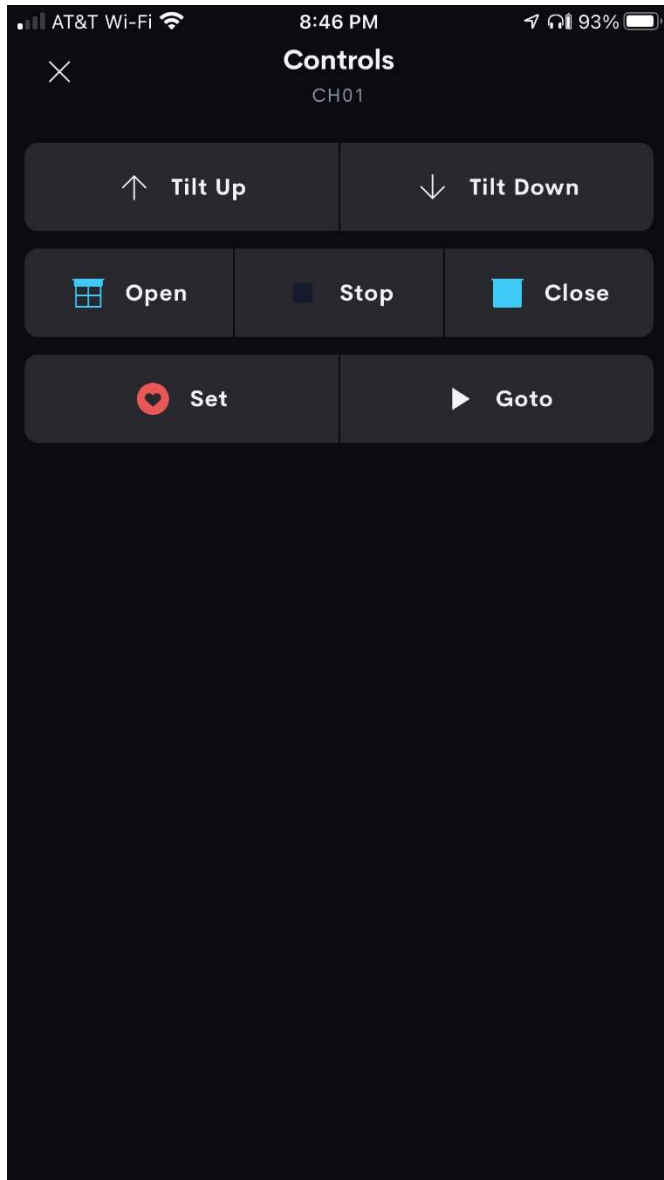 AT&T Wi-Fi 8:46 PM 93%
Controls
CH01
Tilt Up Tilt Down
Open Stop Close
Set Goto